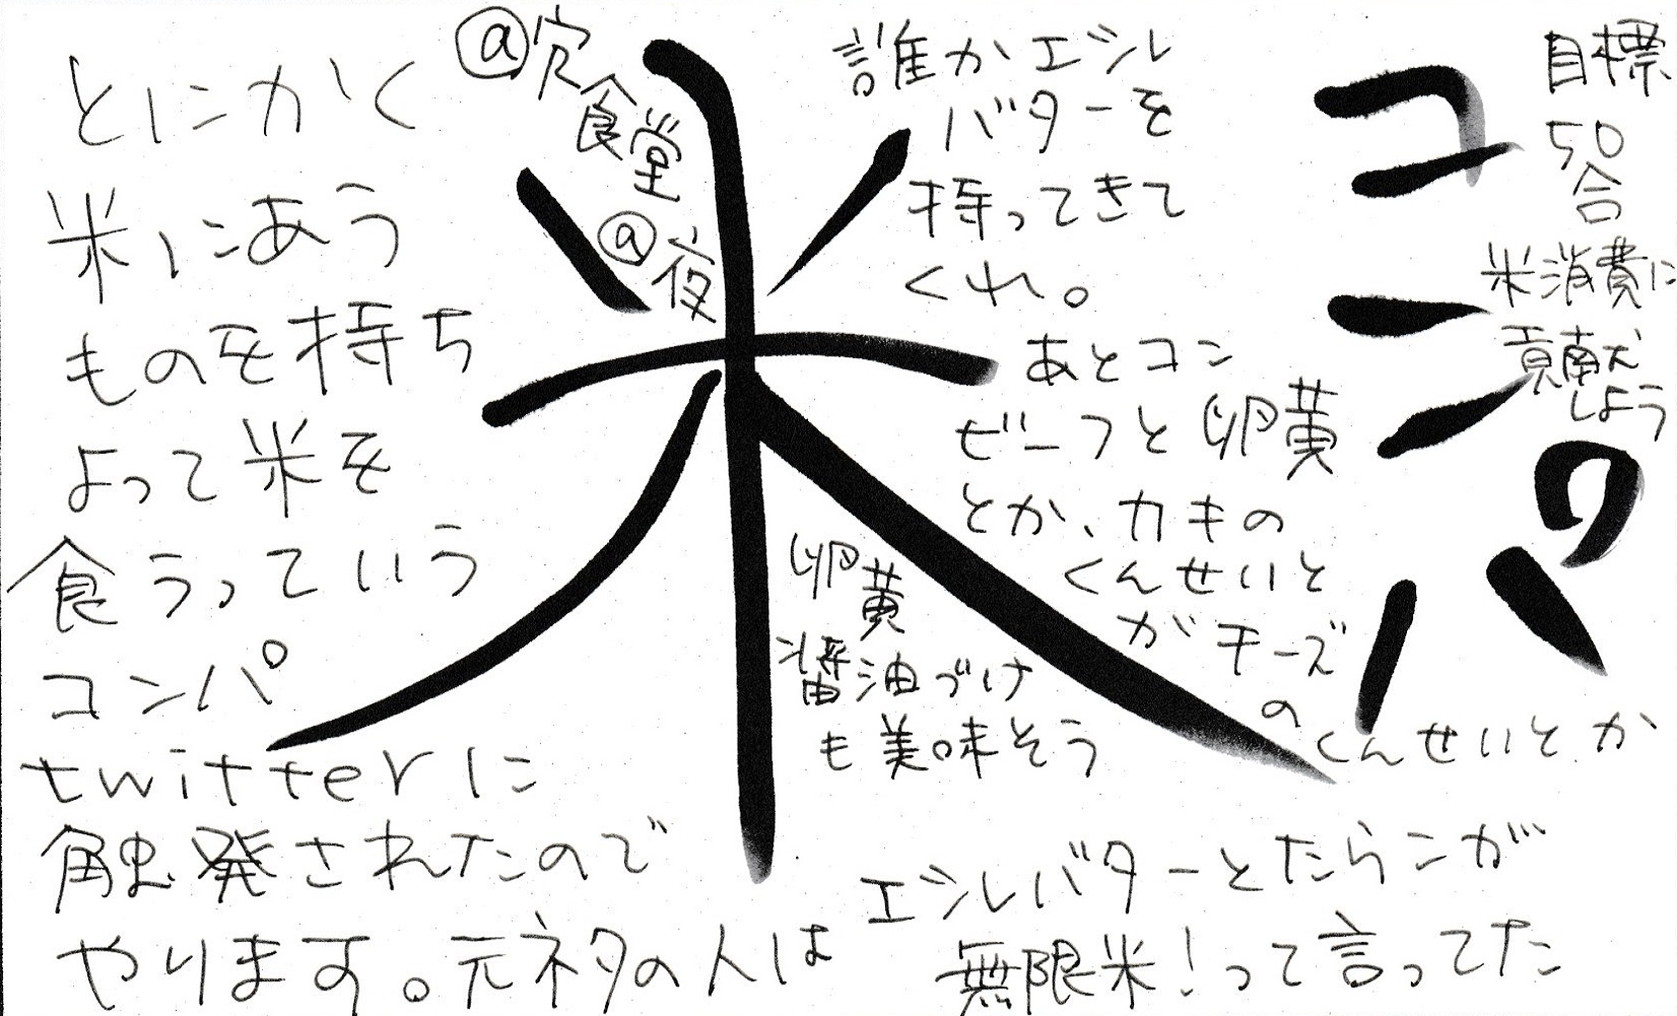 米
コンパ
@穴
食堂
@夜
目標
50
合
米消費に
貢献
しよう
とにかく
米にあう
ものを持ち
よって米を
食うっていう
コンパ
twitterに
触発されたので
やります。元ネタの人は
エシレバターとたらこが
無限米!って言ってた
誰かエシレ
バターを
持ってきて
くれ。
あとコン
ビーフと卵黄
とか、カキの
くんせいと
かチーズ
の
くんせいとか
卵黄
醤油づけ
も美味そう